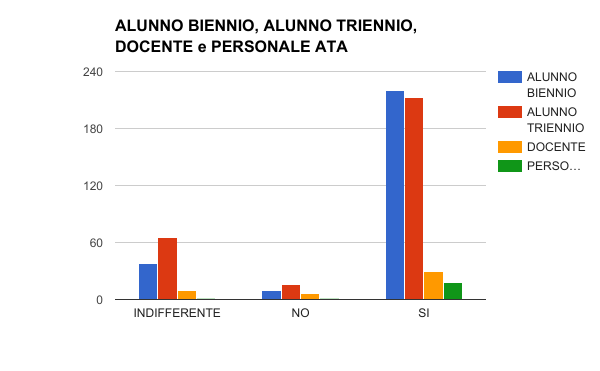 ALUNNO BIENNIO, ALUNNO TRIENNIO,
DOCENTE e PERSONALE ATA
240
180
120
60
0
INDIFFERENTE
NO
SI
ALUNNO
BIENNIO
ALUNNO
TRIENNIO
DOCENTE
PERSO…